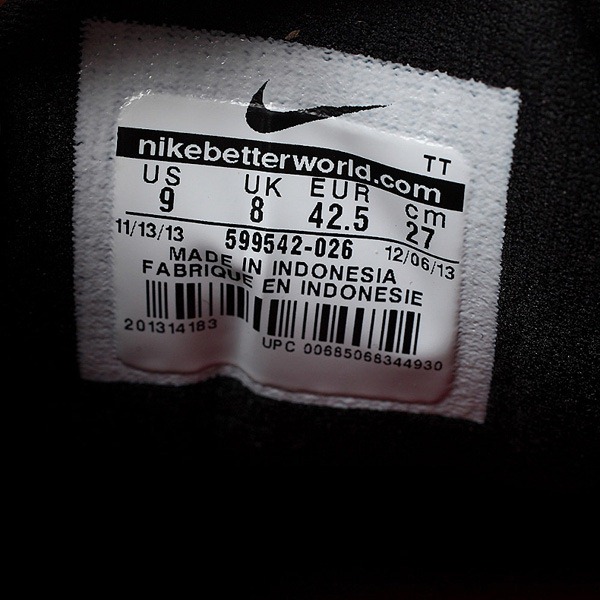 nikebetterworld.com
TT
US UK EUR cm
9 8 42.5 27
11/13/13 599542-026 12/06/13
MADE IN INDONESIA
FABRIQUE EN INDONESIE
201314183
UPC 00685068344930